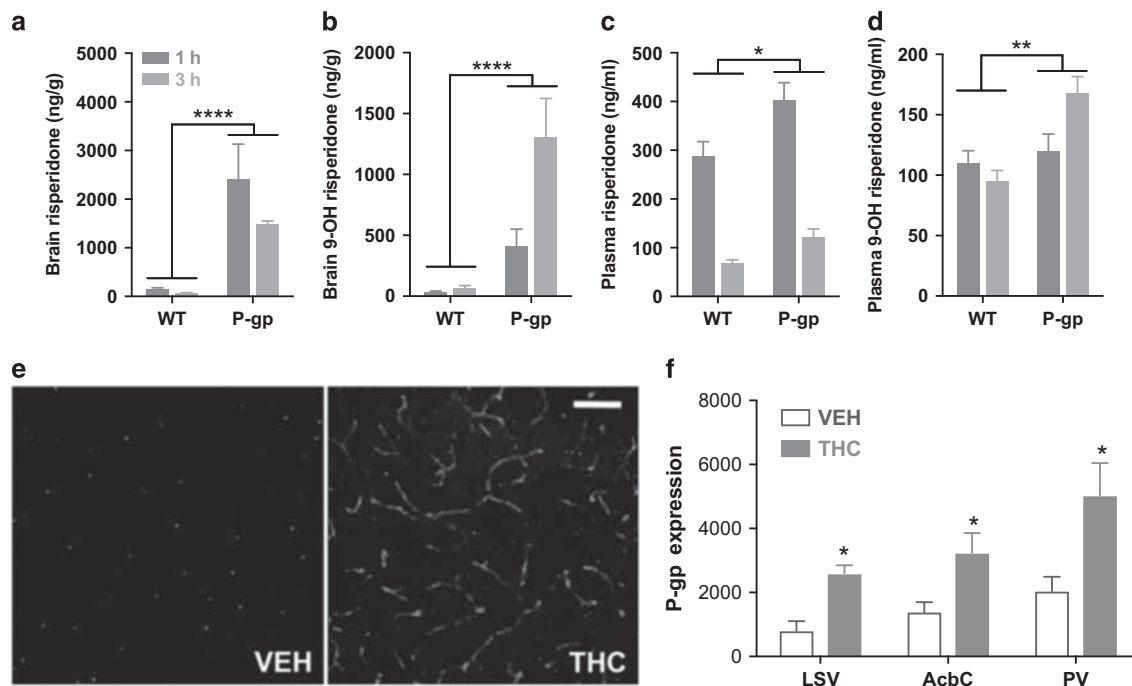 a
Brain risperidone (ng/g)
5000
4000
3000
2000
1000
0
1 h
3 h
****
WT
P-gp
b
Brain 9-OH risperidone (ng/g)
2000
1500
1000
500
0
****
WT
P-gp
c
Plasma risperidone (ng/ml)
500
400
300
200
100
0
*
WT
P-gp
d
Plasma 9-OH risperidone (ng/ml)
200
150
100
50
0
**
WT
P-gp
e
VEH
THC
f
P-gp expression
8000
6000
4000
2000
0
VEH
THC
*
*
*
LSV
AcbC
PV